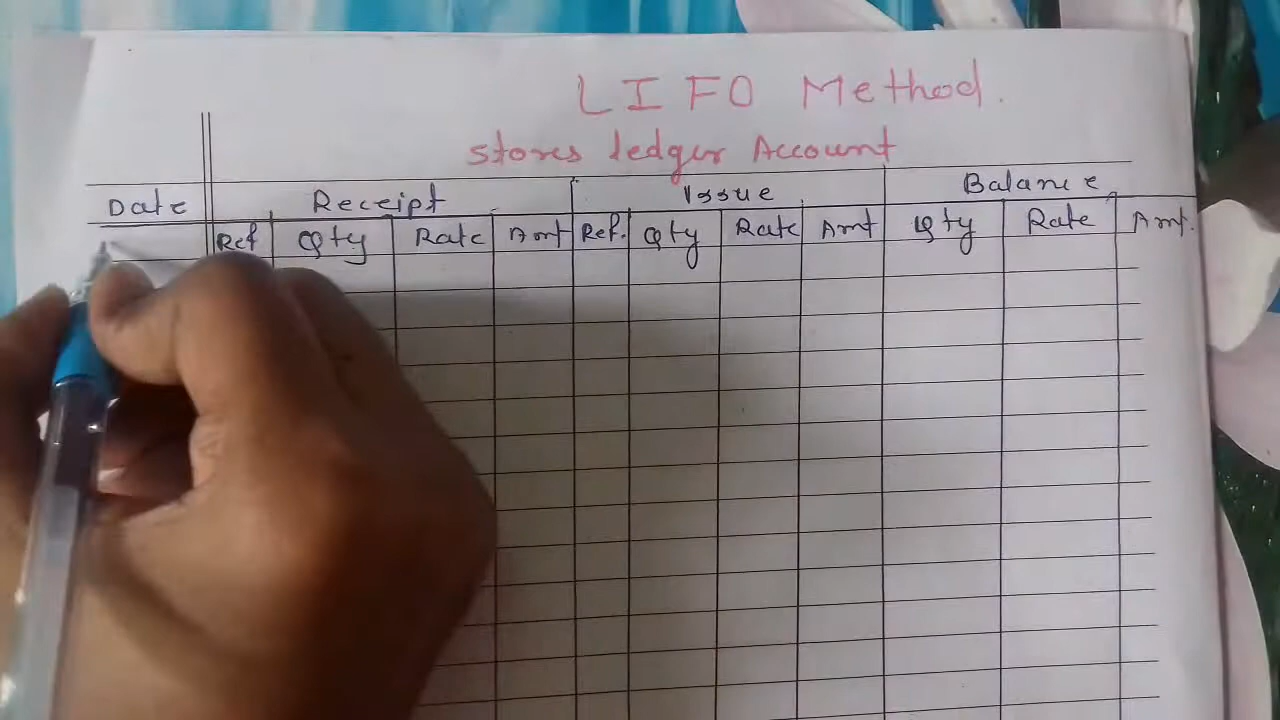 LIFO Method.
Stores ledger Account
Date Receipt Issue Balance
Ref Qty Rate Amt Ref. Qty Rate Amt Qty Rate Amt.